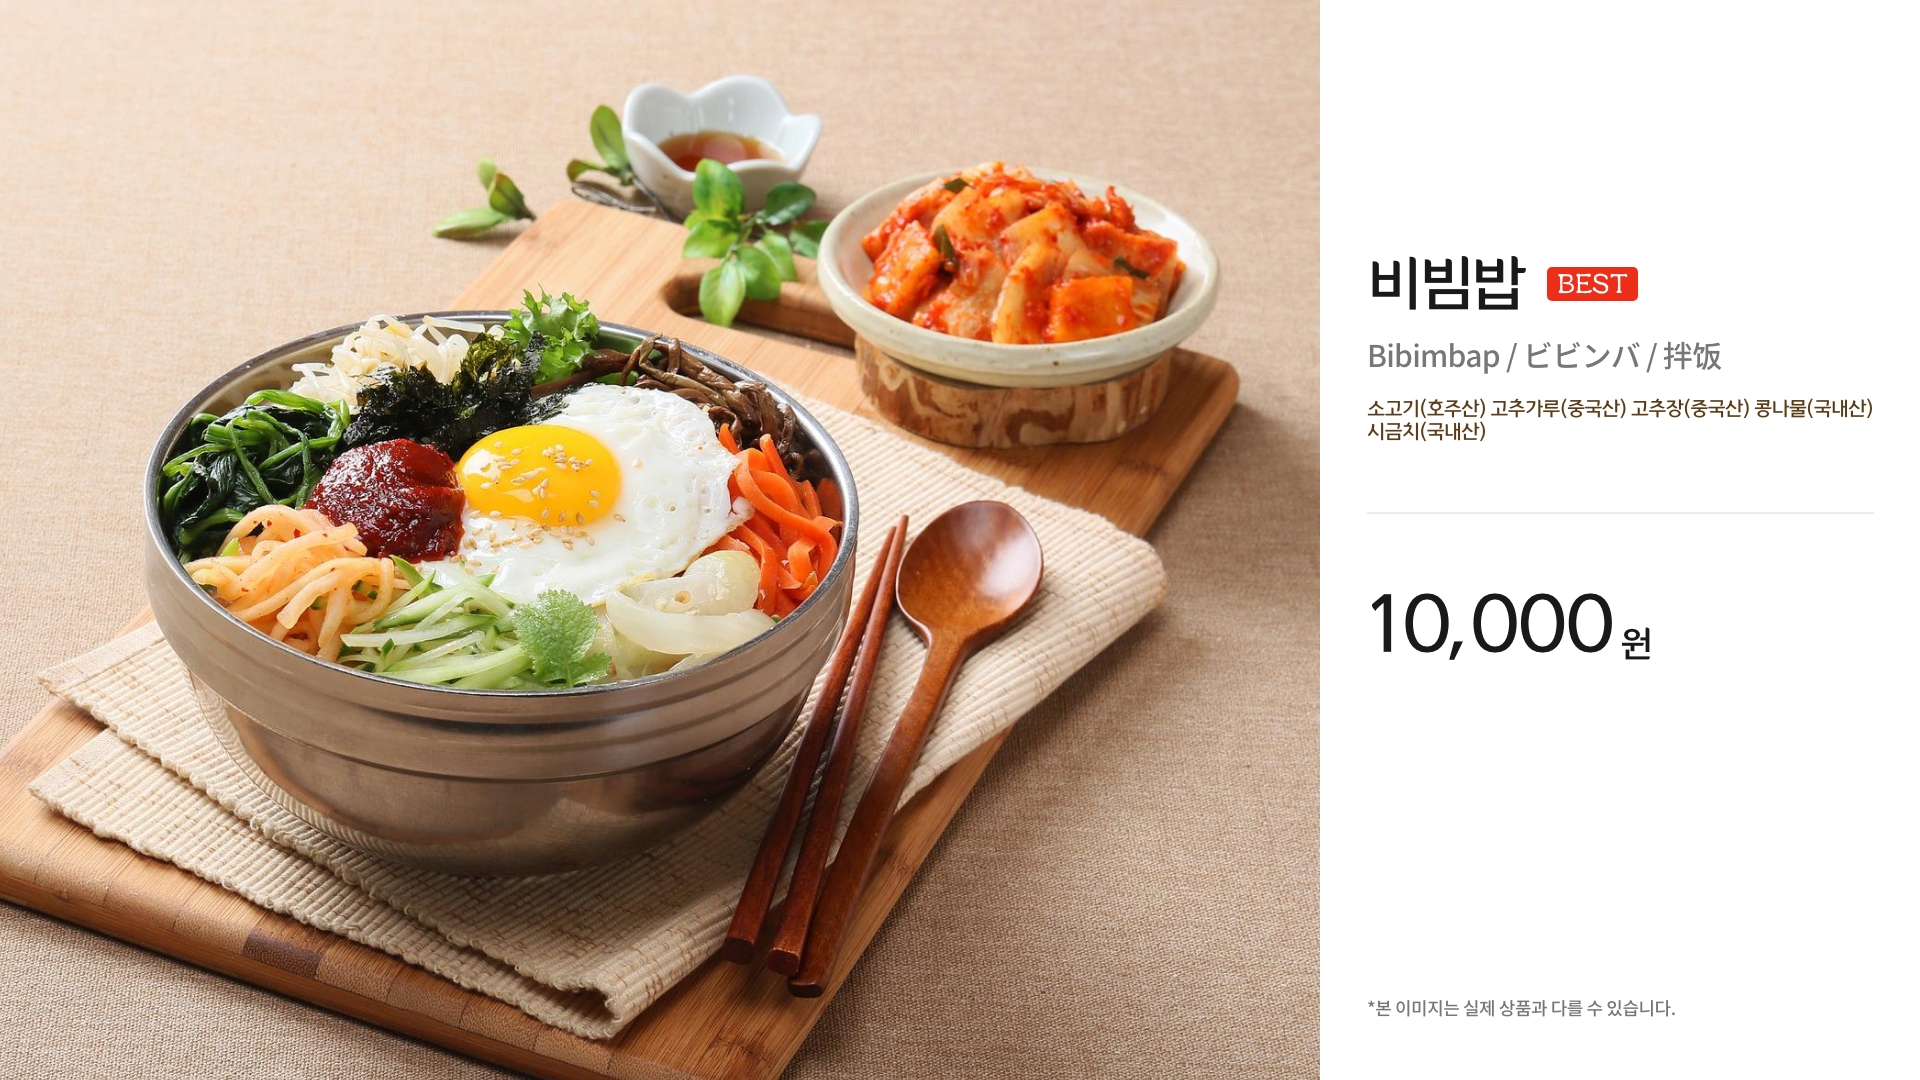 비빔밥 BEST
Bibimbap / ビビンバ / 拌饭
소고기(호주산) 고추가루(중국산) 고추장(중국산) 콩나물(국내산)
시금치(국내산)
10,000 원
*본 이미지는 실제 상품과 다를 수 있습니다.